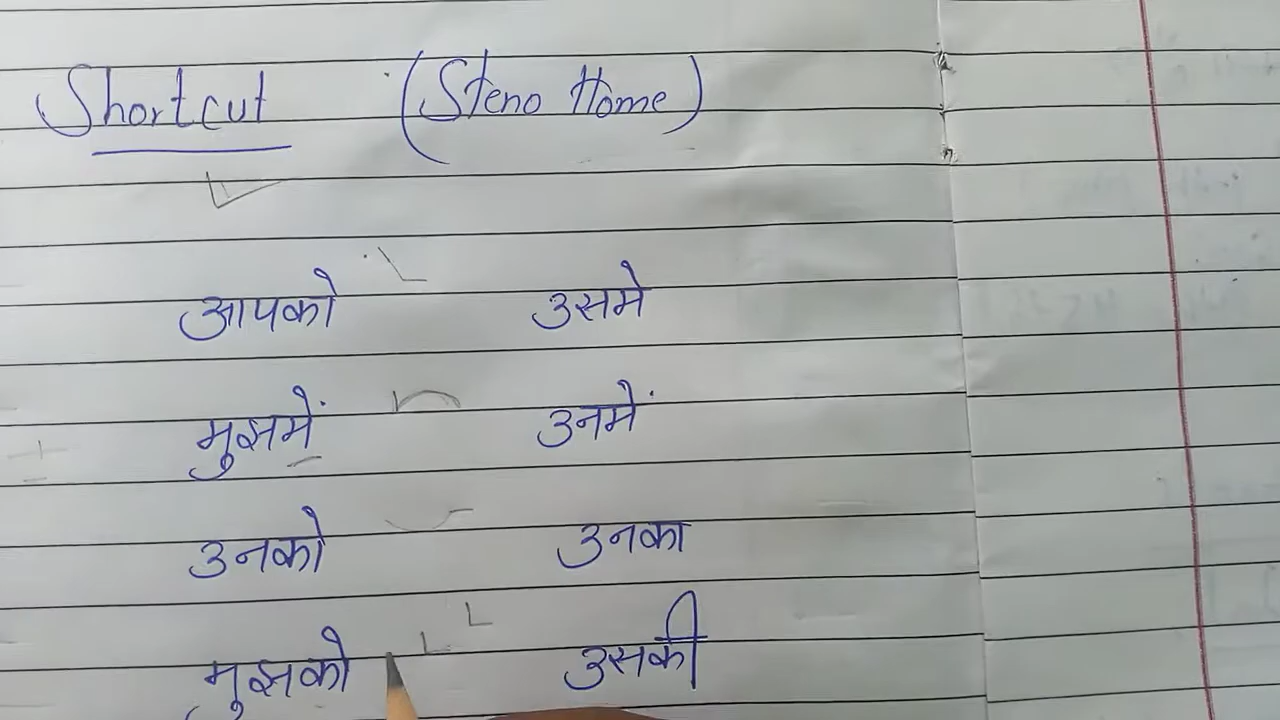 Shortcut (Steno Home)
आपको उसमे
मुझमें उनमें
उनको उनका
मुझको उसकी